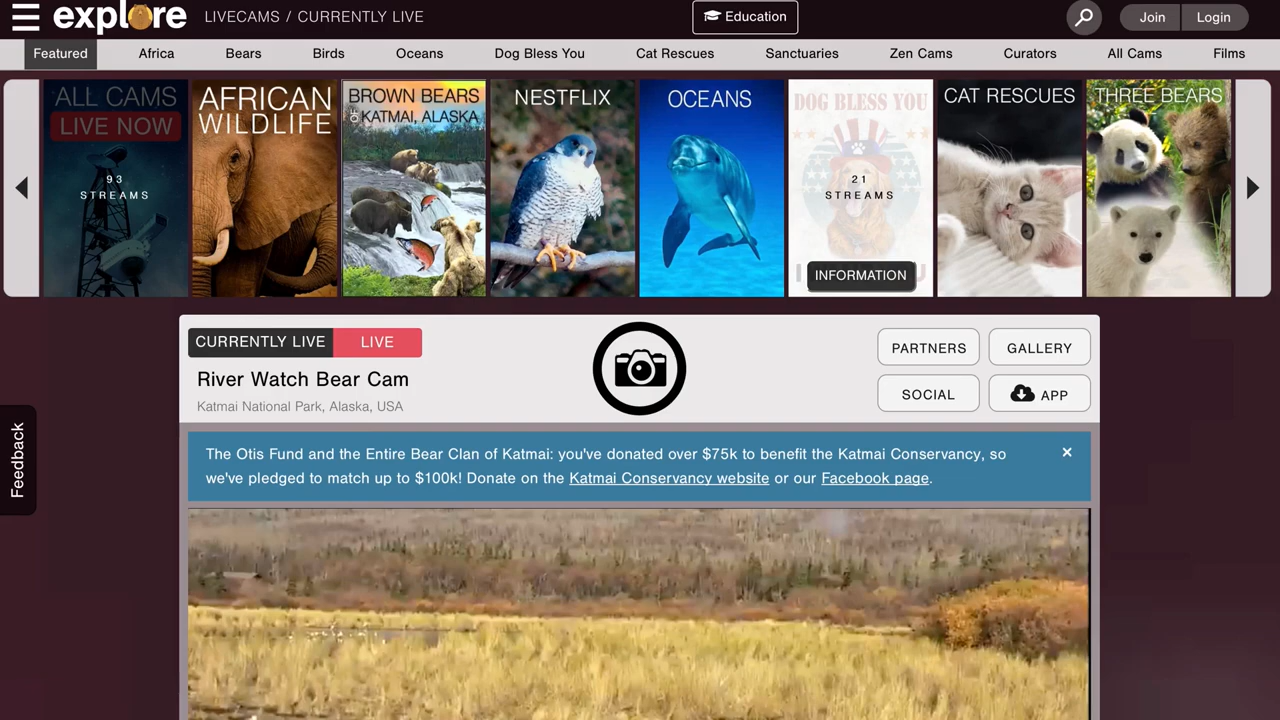 explore
LIVECAMS / CURRENTLY LIVE
Education
Join
Login
Featured
Africa
Bears
Birds
Oceans
Dog Bless You
Cat Rescues
Sanctuaries
Zen Cams
Curators
All Cams
Films
ALL CAMS
LIVE NOW
93
STREAMS
AFRICAN
WILDLIFE
BROWN BEARS
OF KATMAI, ALASKA
NESTFLIX
OCEANS
DOG BLESS YOU
21
STREAMS
INFORMATION
CAT RESCUES
THREE BEARS
CURRENTLY LIVE
LIVE
River Watch Bear Cam
Katmai National Park, Alaska, USA
PARTNERS
GALLERY
SOCIAL
APP
Feedback
The Otis Fund and the Entire Bear Clan of Katmai: you've donated over $75k to benefit the Katmai Conservancy, so
we've pledged to match up to $100k! Donate on the Katmai Conservancy website or our Facebook page.